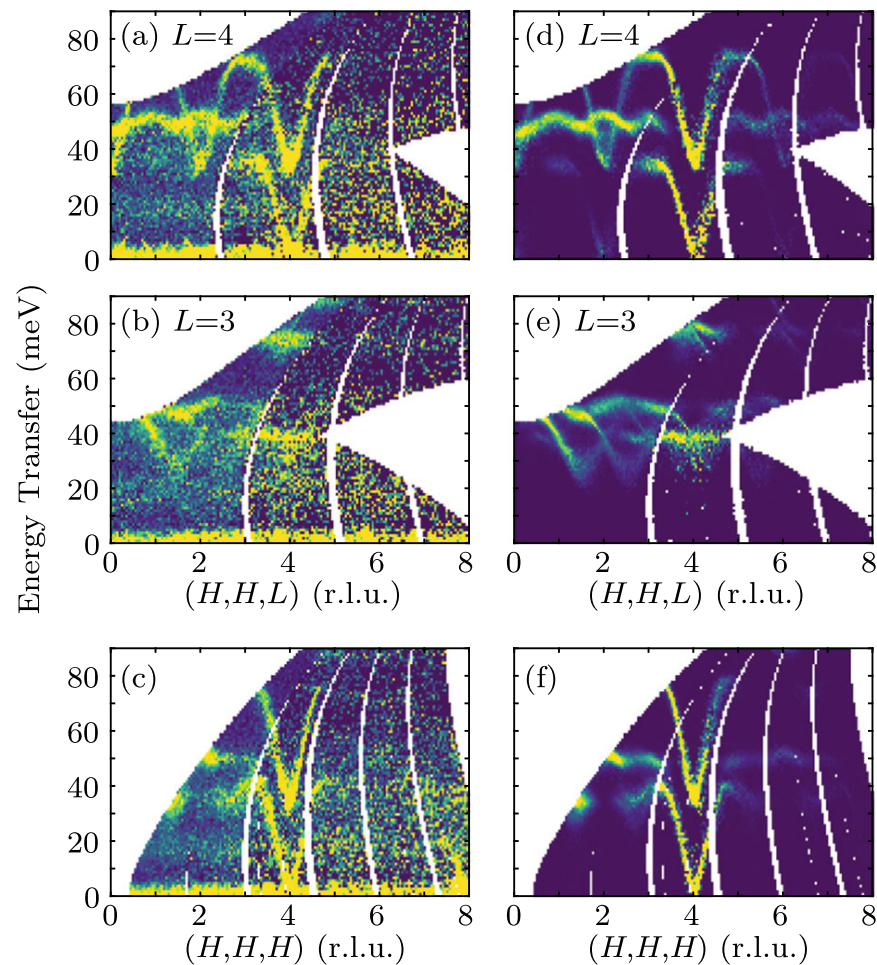 (a) L=4
(d) L=4
80
60
40
20
0
(b) L=3
(e) L=3
80
60
40
20
0
0 2 4 6 8
0 2 4 6 8
(H,H,L) (r.l.u.)
(H,H,L) (r.l.u.)
Energy Transfer (meV)
(c)
(f)
80
60
40
20
0
0 2 4 6 8
0 2 4 6 8
(H,H,H) (r.l.u.)
(H,H,H) (r.l.u.)